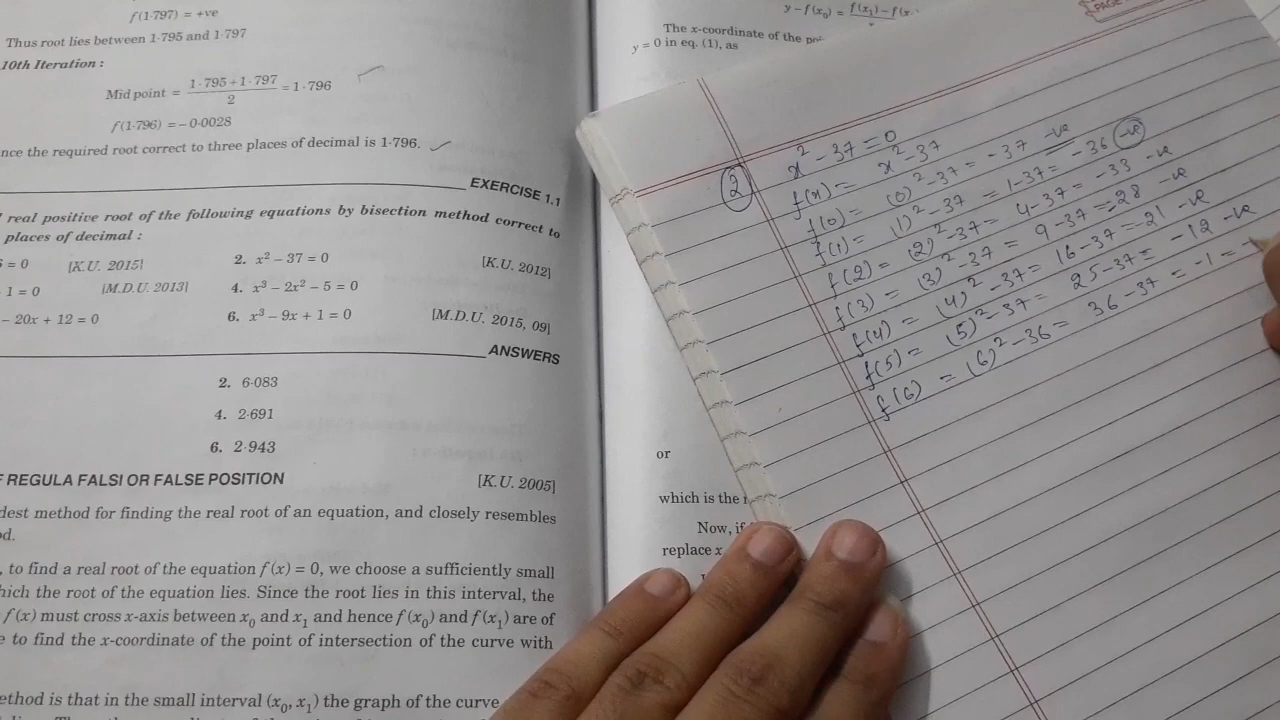 f(1·797) = +ve
Thus root lies between 1·795 and 1·797
10th Iteration :
Mid point = (1·795 + 1·797)/2 = 1·796
f(1·796) = – 0·0028
nce the required root correct to three places of decimal is 1·796.
EXERCISE 1.1
real positive root of the following equations by bisection method correct to
places of decimal :
= 0 [K.U. 2015] 2. x² – 37 = 0 [K.U. 2012]
1 = 0 [M.D.U. 2013] 4. x³ – 2x² – 5 = 0
– 20x + 12 = 0 6. x³ – 9x + 1 = 0 [M.D.U. 2015, 09]
ANSWERS
2. 6·083
4. 2·691
6. 2·943
REGULA FALSI OR FALSE POSITION [K.U. 2005]
dest method for finding the real root of an equation, and closely resembles
od.
, to find a real root of the equation f(x) = 0, we choose a sufficiently small
hich the root of the equation lies. Since the root lies in this interval, the
f(x) must cross x-axis between x₀ and x₁ and hence f(x₀) and f(x₁) are of
e to find the x-coordinate of the point of intersection of the curve with
ethod is that in the small interval (x₀, x₁) the graph of the curve
y – f(x₀) = f(x₁) – f(x
The x-coordinate of the
y = 0 in eq. (1), as
or
which is the
Now, if
replace x
PAGE
2 x² - 37 = 0
f(x) = x² - 37
f(0) = (0)² - 37 = -37 -ve
f(1) = (1)² - 37 = 1-37 = -36 -ve
f(2) = (2)² - 37 = 4-37 = -33 -ve
f(3) = (3)² - 37 = 9-37 = -28 -ve
f(4) = (4)² - 37 = 16-37 = -21 -ve
f(5) = (5)² - 37 = 25-37 = -12 -ve
f(6) = (6)² - 36 = 36-37 = -1 = -